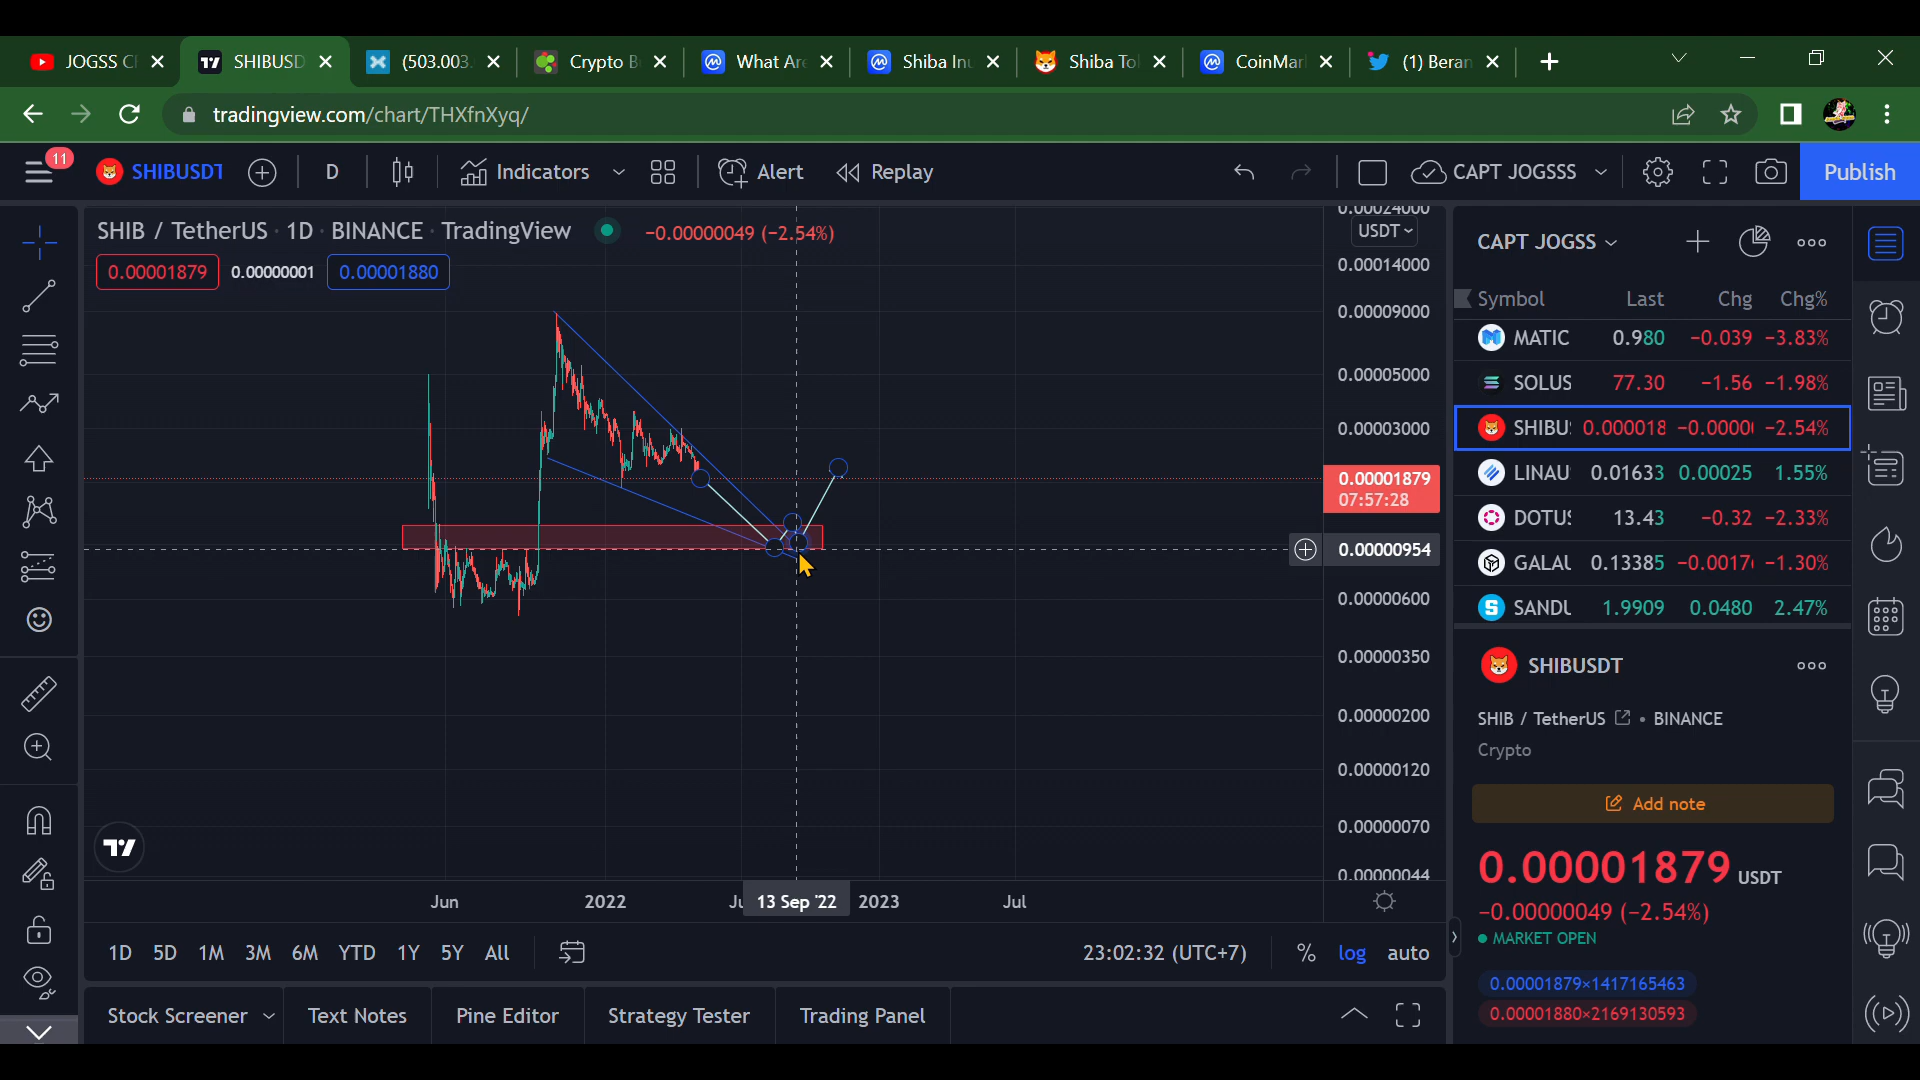 JOGSS C
SHIBUSD
(503.003
Crypto B
What Are
Shiba In
Shiba To
CoinMar
(1) Beran
tradingview.com/chart/THXfnXyq/
11
SHIBUSDT
D
Indicators
Alert
Replay
CAPT JOGSSS
Publish
SHIB / TetherUS · 1D · BINANCE · TradingView
−0.00000049 (−2.54%)
0.00001879
0.00000001
0.00001880
0.00024000
USDT
0.00014000
0.00009000
0.00005000
0.00003000
0.00001879
07:57:28
0.00000954
0.00000600
0.00000350
0.00000200
0.00000120
0.00000070
0.00000044
Jun
2022
13 Sep '22
2023
Jul
1D
5D
1M
3M
6M
YTD
1Y
5Y
All
23:02:32 (UTC+7)
%
log
auto
Stock Screener
Text Notes
Pine Editor
Strategy Tester
Trading Panel
CAPT JOGSS
Symbol Last Chg Chg%
MATIC 0.980 −0.039 −3.83%
SOLUS 77.30 −1.56 −1.98%
SHIBU 0.000018 −0.0000 −2.54%
LINAU 0.01633 0.00025 1.55%
DOTUS 13.43 −0.32 −2.33%
GALAU 0.13385 −0.0017 −1.30%
SANDU 1.9909 0.0480 2.47%
SHIBUSDT
SHIB / TetherUS • BINANCE
Crypto
Add note
0.00001879 USDT
−0.00000049 (−2.54%)
MARKET OPEN
0.00001879×1417165463
0.00001880×2169130593